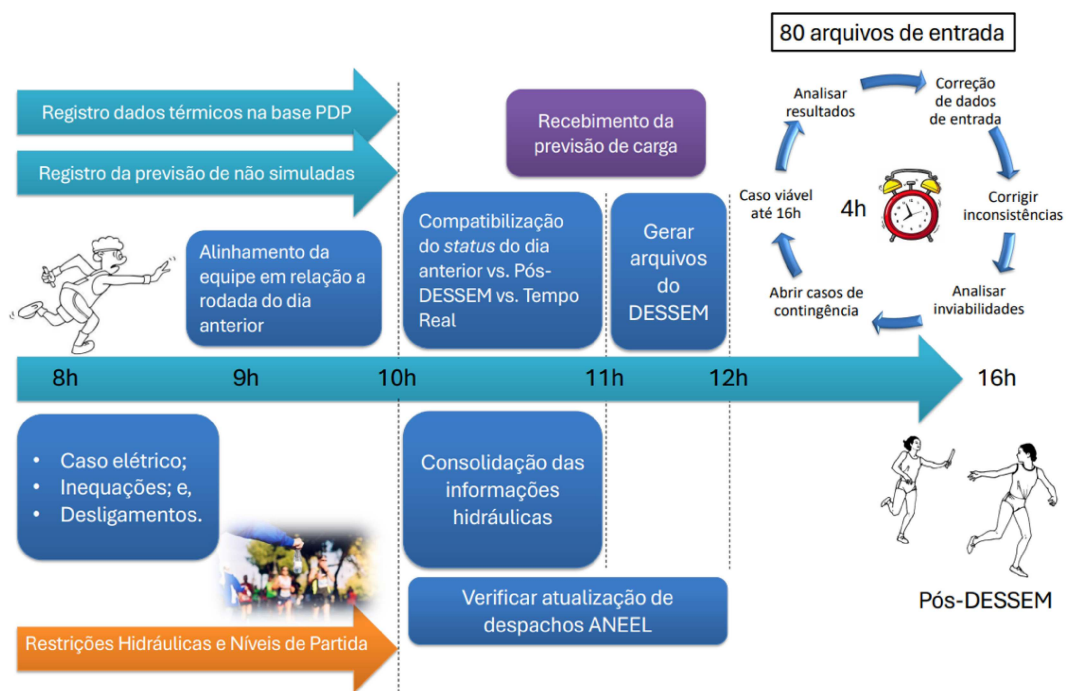 80 arquivos de entrada
Registro dados térmicos na base PDP
Registro da previsão de não simuladas
Alinhamento da
equipe em relação a
rodada do dia
anterior
Recebimento da
previsão de carga
Compatibilização
do status do dia
anterior vs. Pós-
DESSEM vs. Tempo
Real
Gerar
arquivos
do
DESSEM
Analisar
resultados
Correção
de dados
de entrada
Corrigir
inconsistências
Analisar
inviabilidades
Abrir casos de
contingência
Caso viável
até 16h
4h
8h
9h
10h
11h
12h
16h
• Caso elétrico;
• Inequações; e,
• Desligamentos.
Consolidação das
informações
hidráulicas
Verificar atualização de
despachos ANEEL
Restrições Hidráulicas e Níveis de Partida
Pós-DESSEM